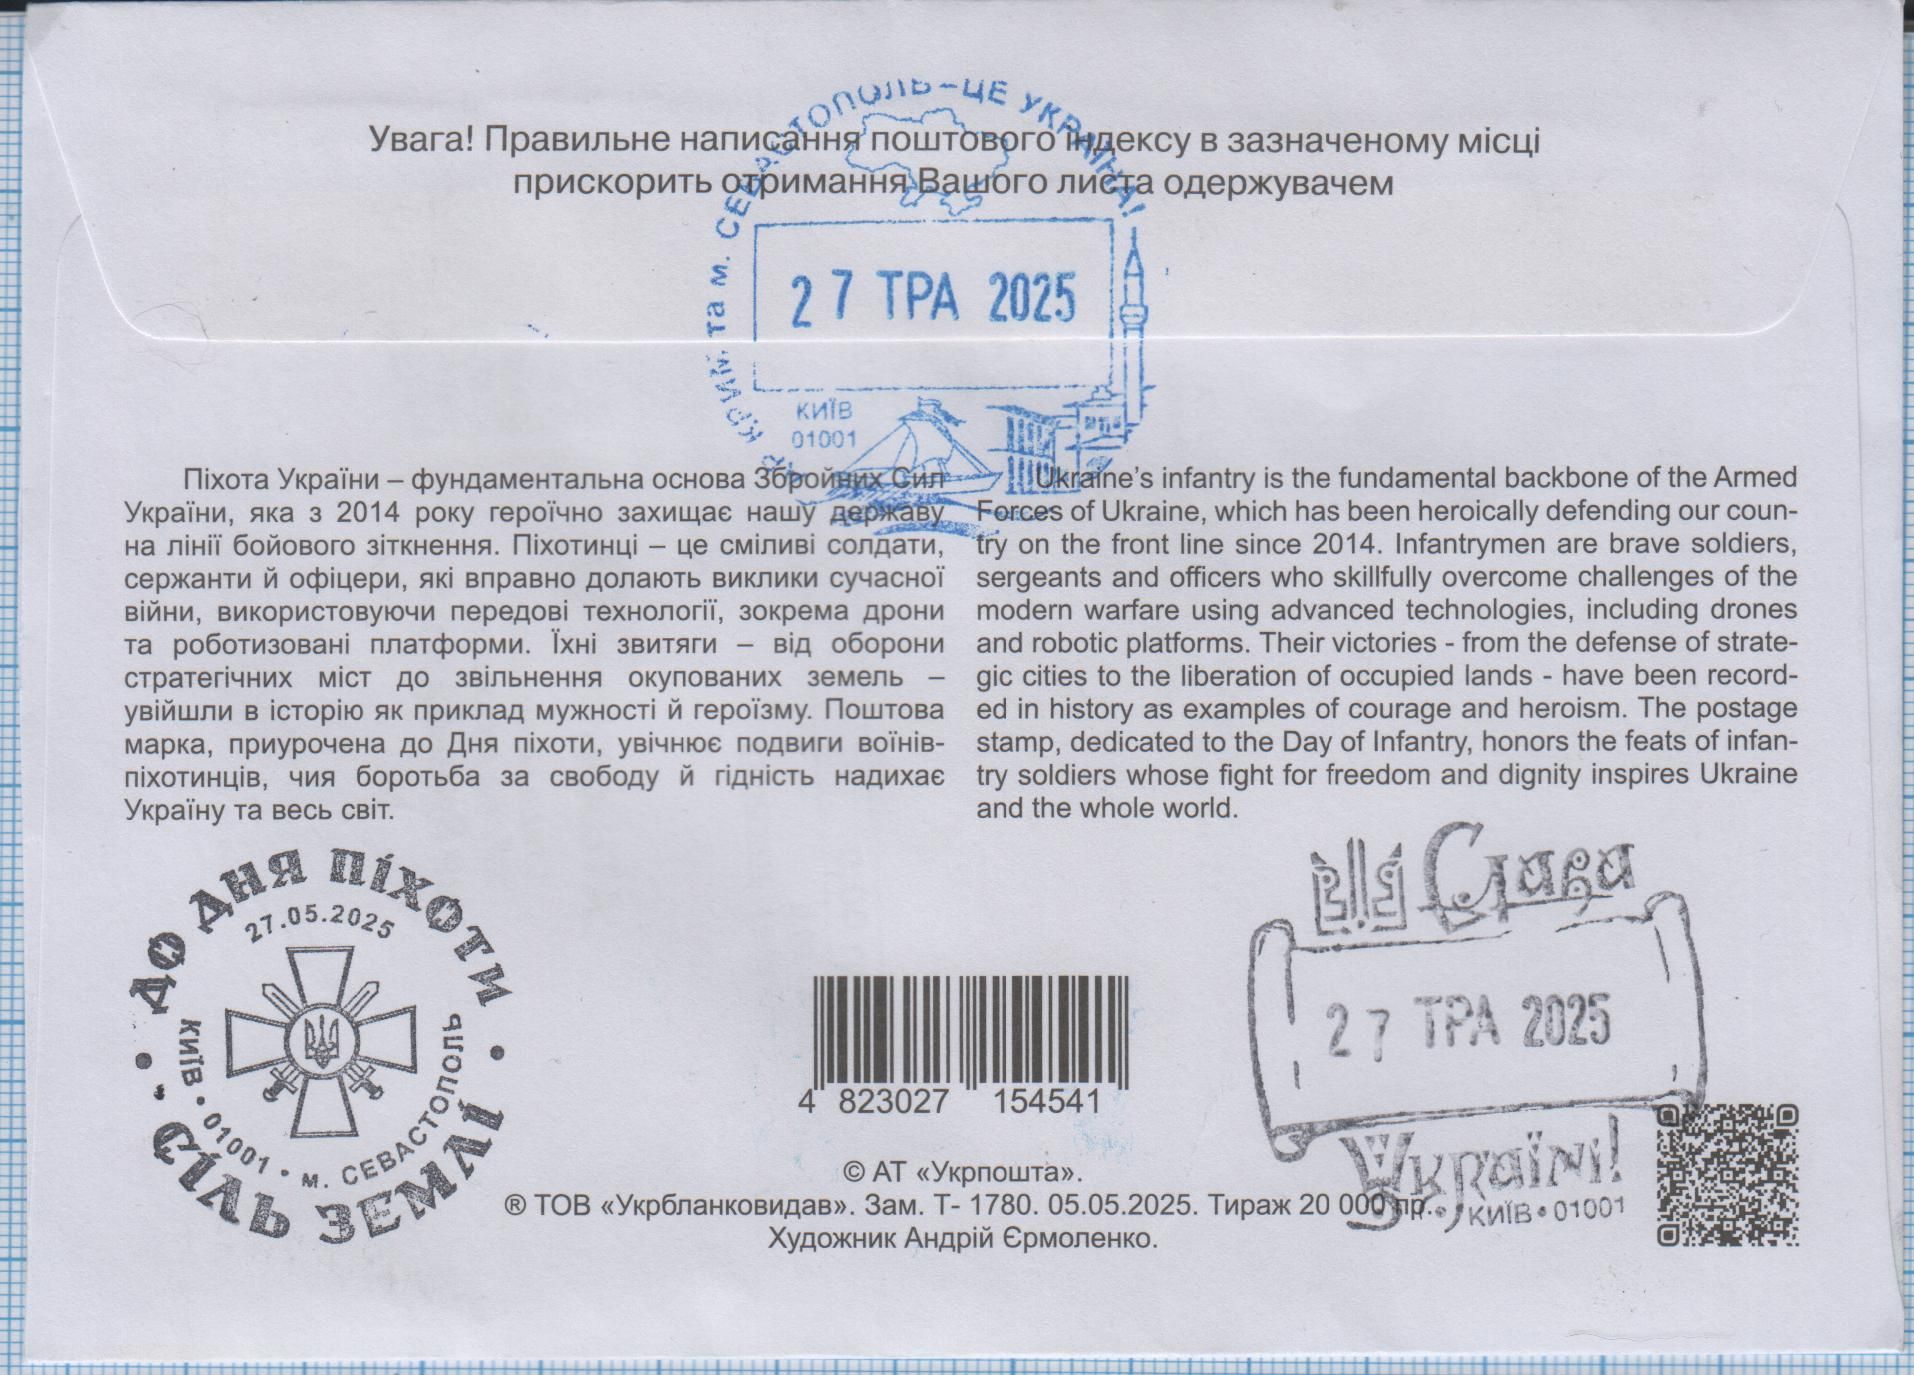 АР КРИМ та м. СЕВАСТОПОЛЬ – ЦЕ УКРАЇНА!
Увага! Правильне написання поштового індексу в зазначеному місці
прискорить отримання Вашого листа одержувачем
27 ТРА 2025
КИЇВ
01001
Піхота України – фундаментальна основа Збройних Сил
України, яка з 2014 року героїчно захищає нашу державу
на лінії бойового зіткнення. Піхотинці – це сміливі солдати,
сержанти й офіцери, які вправно долають виклики сучасної
війни, використовуючи передові технології, зокрема дрони
та роботизовані платформи. Їхні звитяги – від оборони
стратегічних міст до звільнення окупованих земель –
увійшли в історію як приклад мужності й героїзму. Поштова
марка, приурочена до Дня піхоти, увічнює подвиги воїнів-
піхотинців, чия боротьба за свободу й гідність надихає
Україну та весь світ.
Ukraine’s infantry is the fundamental backbone of the Armed
Forces of Ukraine, which has been heroically defending our coun-
try on the front line since 2014. Infantrymen are brave soldiers,
sergeants and officers who skillfully overcome challenges of the
modern warfare using advanced technologies, including drones
and robotic platforms. Their victories - from the defense of strate-
gic cities to the liberation of occupied lands - have been record-
ed in history as examples of courage and heroism. The postage
stamp, dedicated to the Day of Infantry, honors the feats of infan-
try soldiers whose fight for freedom and dignity inspires Ukraine
and the whole world.
ДО ДНЯ ПІХОТИ
27.05.2025
КИЇВ • 01001 • м. СЕВАСТОПОЛЬ
СІЛЬ ЗЕМЛІ
4 823027 154541
Слава
27 ТРА 2025
Україні!
КИЇВ • 01001
© АТ «Укрпошта».
® ТОВ «Укрбланковидав». Зам. Т- 1780. 05.05.2025. Тираж 20 000 пр.
Художник Андрій Єрмоленко.